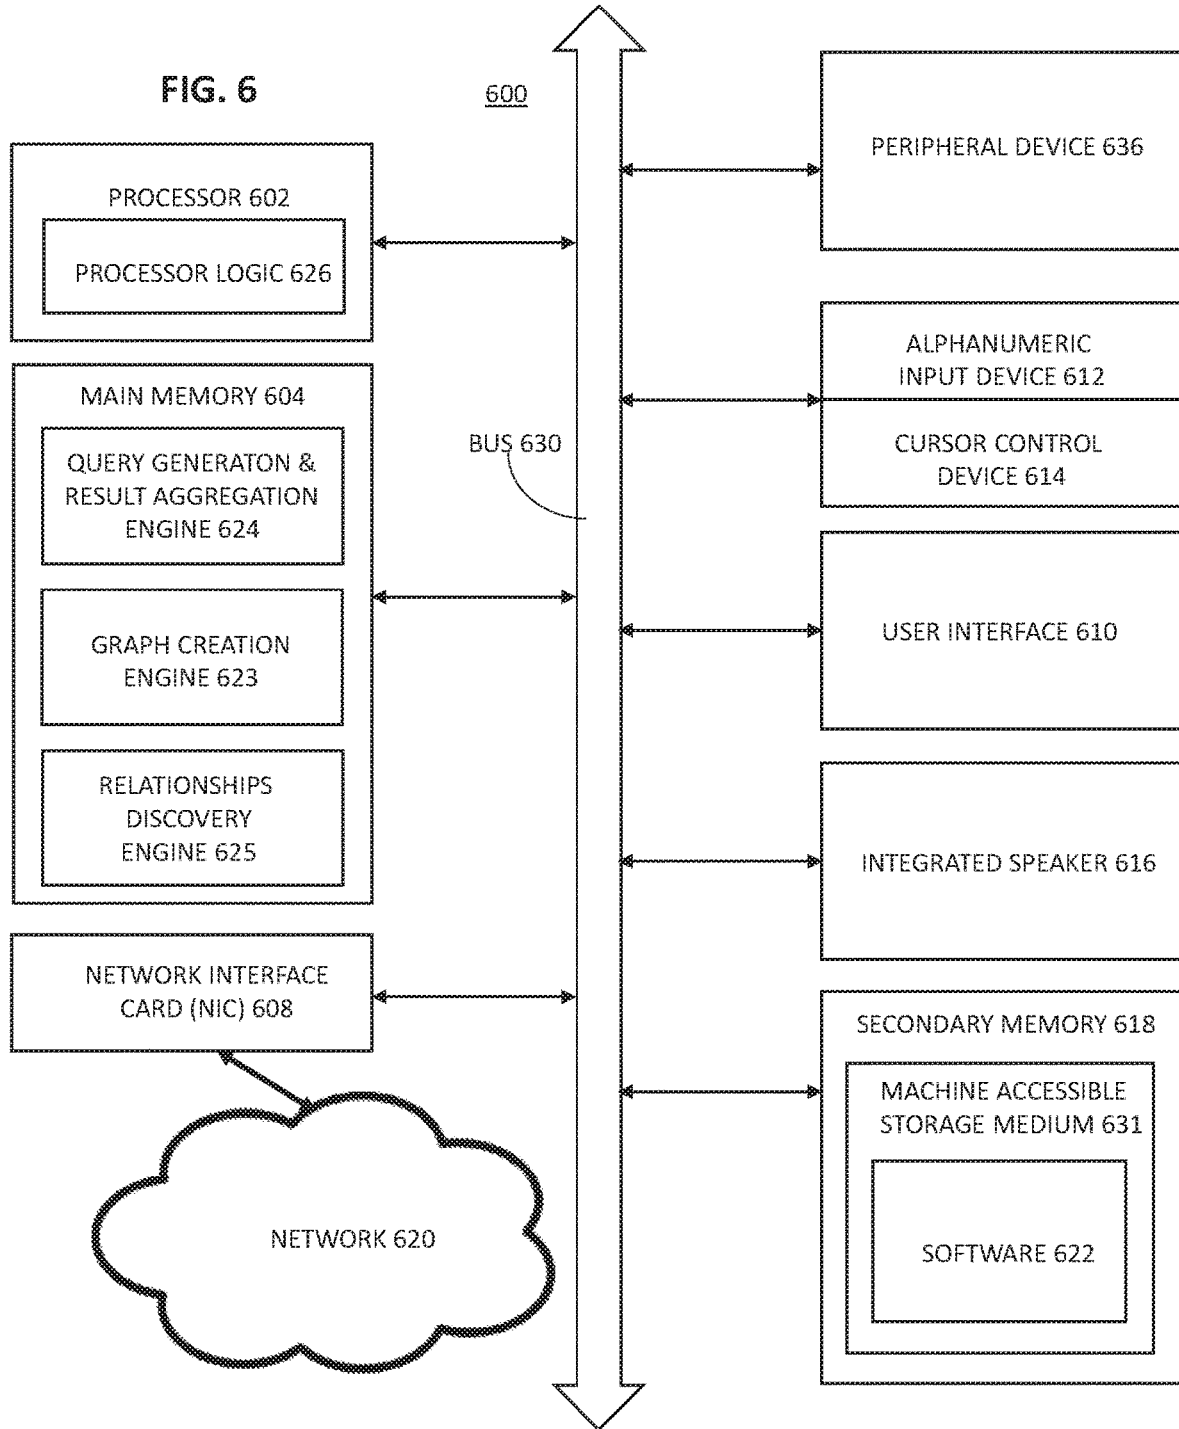 FIG. 6
600
PROCESSOR 602
PROCESSOR LOGIC 626
MAIN MEMORY 604
QUERY GENERATON &
RESULT AGGREGATION
ENGINE 624
GRAPH CREATION
ENGINE 623
RELATIONSHIPS
DISCOVERY
ENGINE 625
NETWORK INTERFACE
CARD (NIC) 608
NETWORK 620
BUS 630
PERIPHERAL DEVICE 636
ALPHANUMERIC
INPUT DEVICE 612
CURSOR CONTROL
DEVICE 614
USER INTERFACE 610
INTEGRATED SPEAKER 616
SECONDARY MEMORY 618
MACHINE ACCESSIBLE
STORAGE MEDIUM 631
SOFTWARE 622